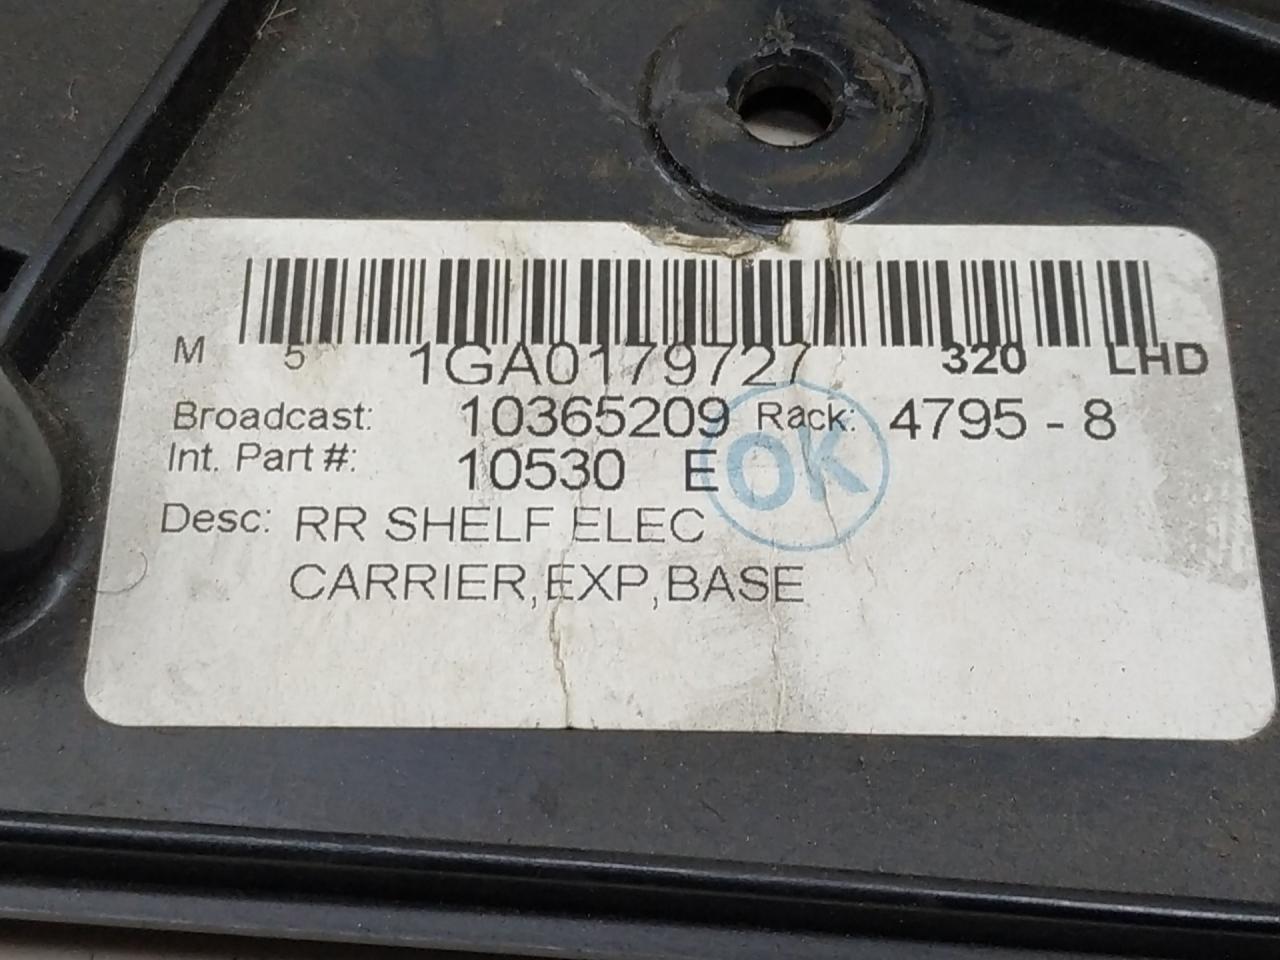 M 5 1GA0179727 320 LHD
Broadcast: 10365209 Rack: 4795 - 8
Int. Part #: 10530 E
OK
Desc: RR SHELF ELEC
CARRIER,EXP,BASE